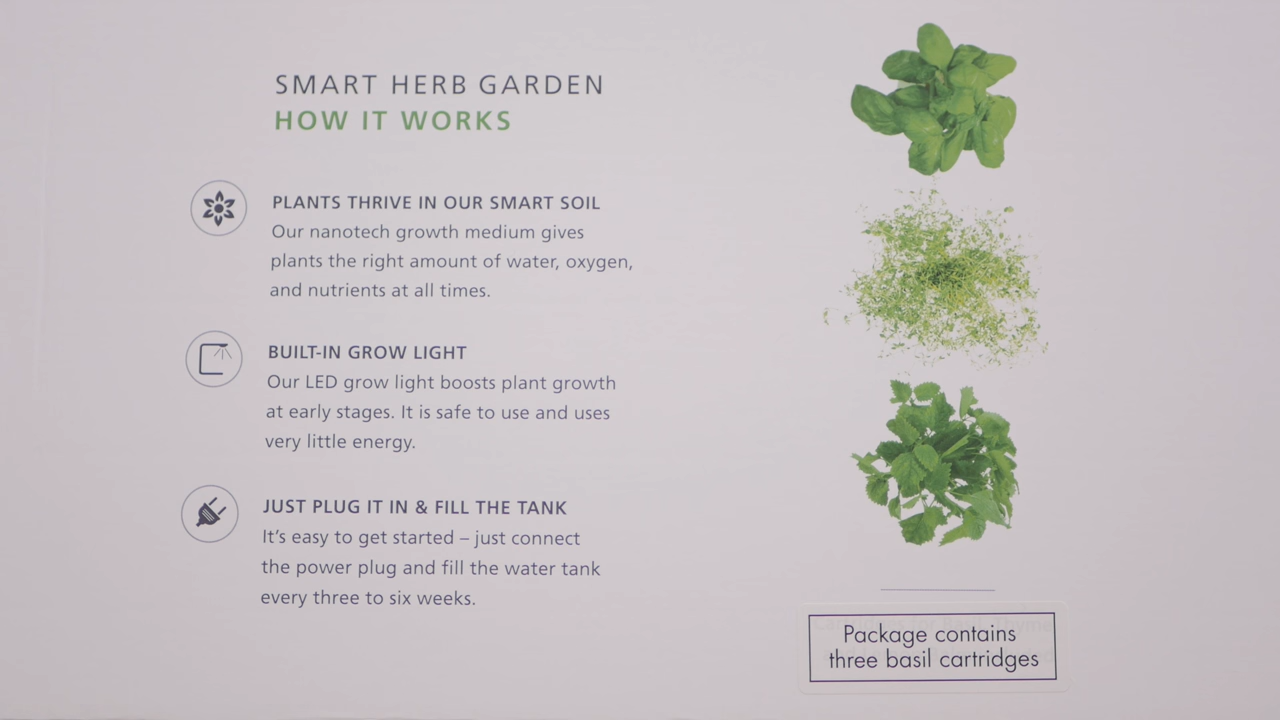 SMART HERB GARDEN
HOW IT WORKS
PLANTS THRIVE IN OUR SMART SOIL
Our nanotech growth medium gives
plants the right amount of water, oxygen,
and nutrients at all times.
BUILT-IN GROW LIGHT
Our LED grow light boosts plant growth
at early stages. It is safe to use and uses
very little energy.
JUST PLUG IT IN & FILL THE TANK
It’s easy to get started – just connect
the power plug and fill the water tank
every three to six weeks.
Package contains
three basil cartridges